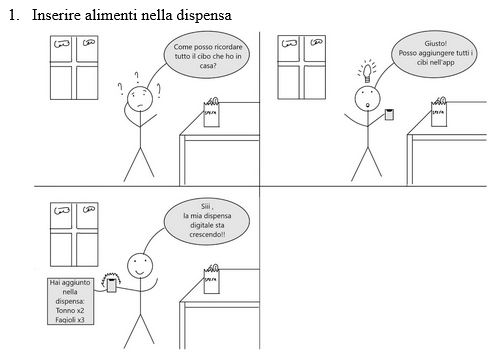 1. Inserire alimenti nella dispensa
Come posso ricordare
tutto il cibo che ho in
casa?
? ? ?
Giusto!
Posso aggiungere tutti i
cibi nell'app
Siii ,
la mia dispensa
digitale sta
crescendo!!
Hai aggiunto
nella
dispensa:
Tonno x2
Fagioli x3